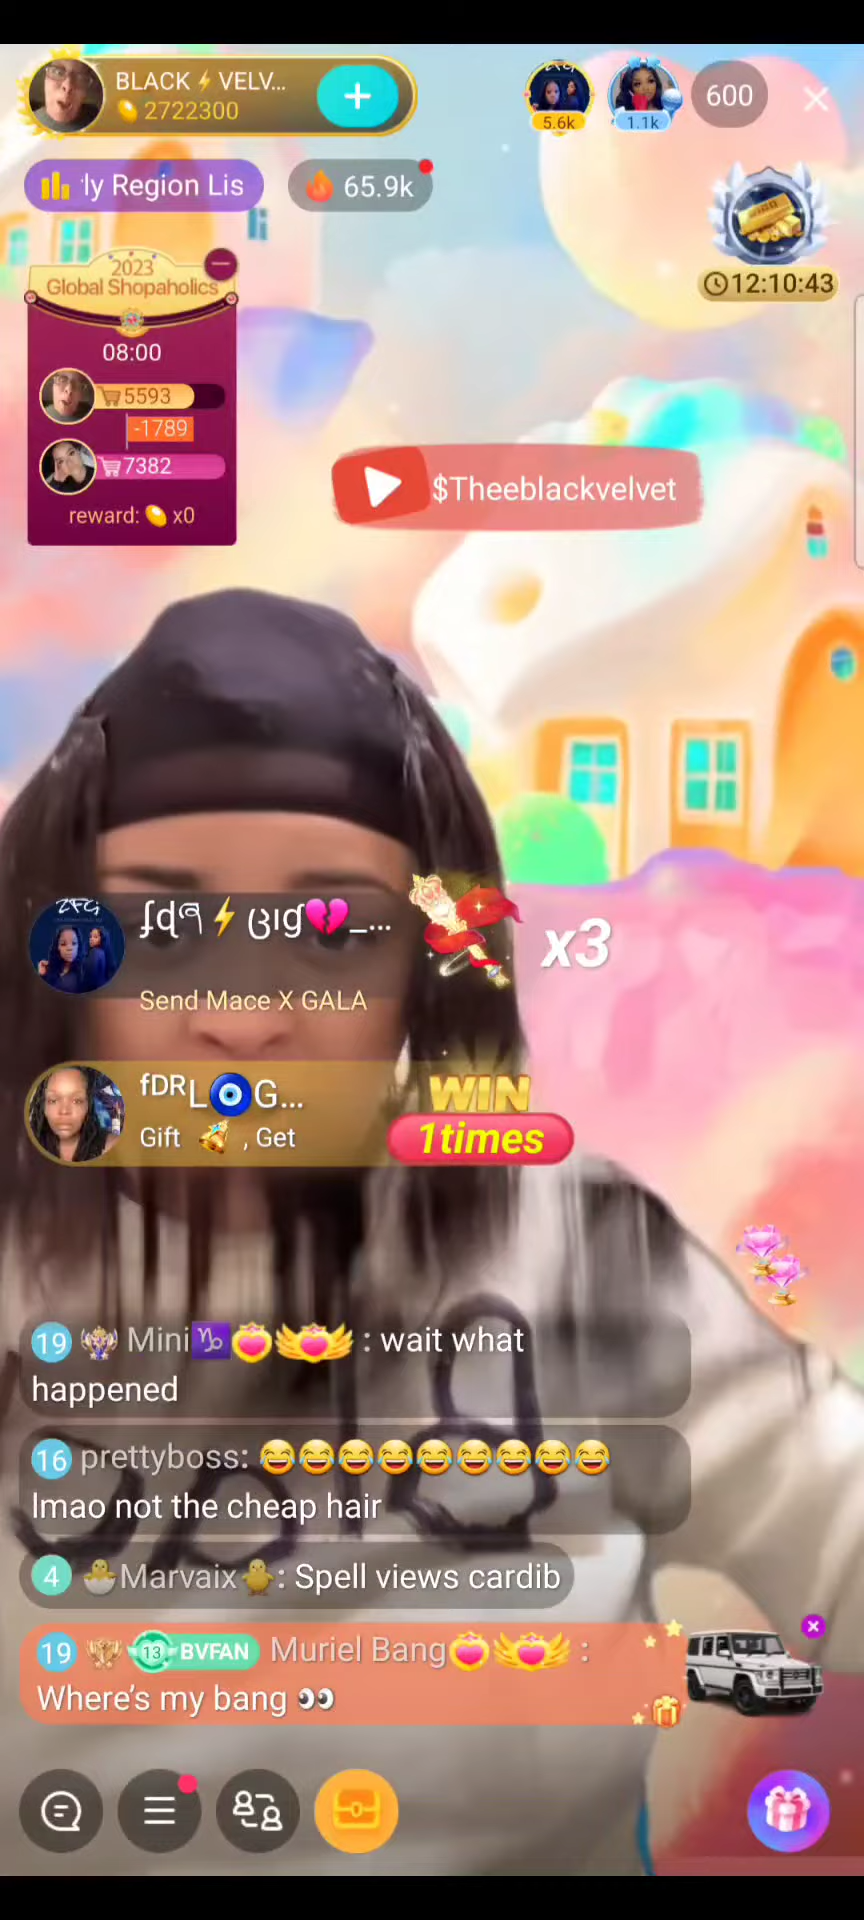 BLACK⚡VELV...
2722300
5.6k
1.1k
600
'ly Region Lis
65.9k
12:10:43
2023
Global Shopaholics
08:00
5593
-1789
7382
reward: x0
$Theeblackvelvet
ZFG
💔_...
x3
Send Mace X GALA
fDRL🧿G...
Gift , Get
WIN
1times
19 Mini♑ : wait what
happened
16 prettyboss: 😂😂😂😂😂😂😂😂😂
lmao not the cheap hair
4 🐣Marvaix🐤: Spell views cardib
19 13 BVFAN Muriel Bang :
Where's my bang 👀